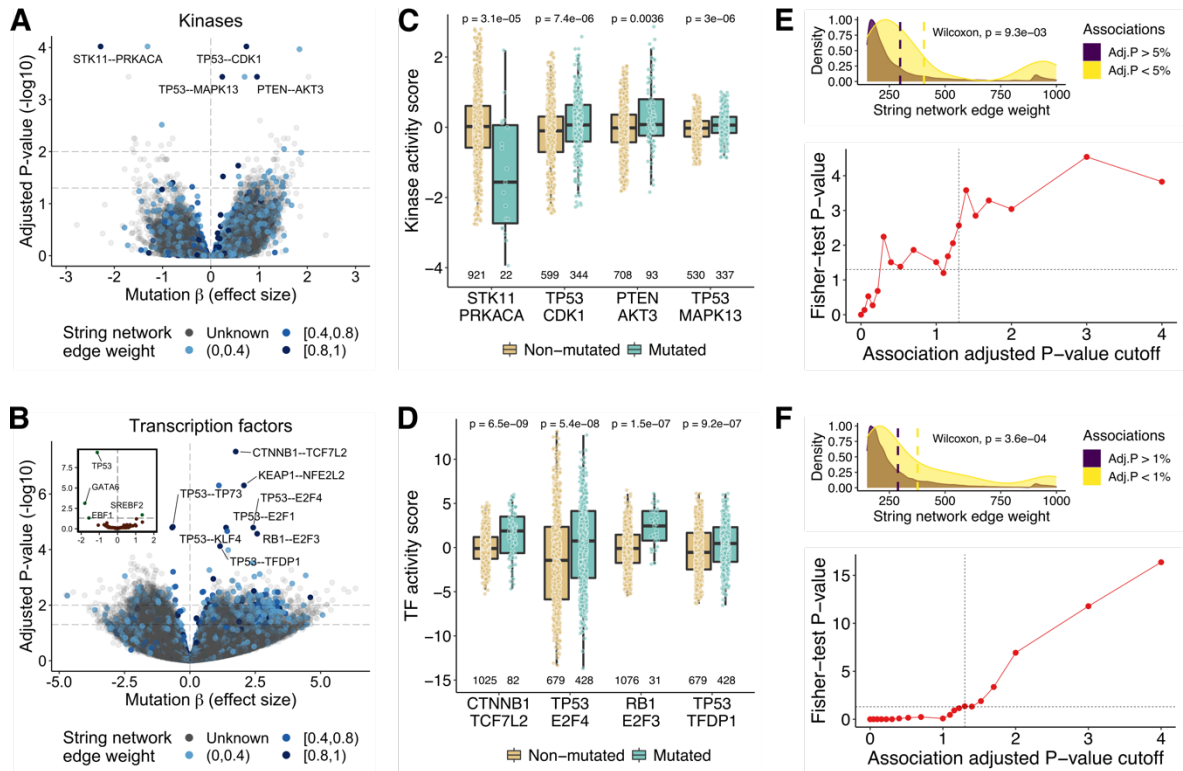 A
Kinases
Adjusted P-value (-log10)
4
3
2
1
0
STK11--PRKACA
TP53--CDK1
TP53--MAPK13
PTEN--AKT3
-3
-2
-1
0
1
2
3
Mutation β (effect size)
String network
edge weight
Unknown
(0,0.4)
[0.4,0.8)
[0.8,1)
B
Transcription factors
Adjusted P-value (-log10)
6
4
2
0
7.5
5.0
2.5
0.0
-2
-1
0
1
2
TP53
GATA6
SREBF2
EBF1
CTNNB1--TCF7L2
KEAP1--NFE2L2
TP53--TP73
TP53--E2F4
TP53--E2F1
TP53--KLF4
RB1--E2F3
TP53--TFDP1
-5.0
-2.5
0.0
2.5
5.0
Mutation β (effect size)
String network
edge weight
Unknown
(0,0.4)
[0.4,0.8)
[0.8,1)
C
p = 3.1e-05
p = 7.4e-06
p = 0.0036
p = 3e-06
Kinase activity score
2
0
-2
-4
921
22
599
344
708
93
530
337
STK11
PRKACA
TP53
CDK1
PTEN
AKT3
TP53
MAPK13
Non-mutated
Mutated
D
p = 6.5e-09
p = 5.4e-08
p = 1.5e-07
p = 9.2e-07
TF activity score
10
5
0
-5
-10
-15
1025
82
679
428
1076
31
679
428
CTNNB1
TCF7L2
TP53
E2F4
RB1
E2F3
TP53
TFDP1
Non-mutated
Mutated
E
Density
1.00
0.75
0.50
0.25
0.00
Wilcoxon, p = 9.3e-03
250
500
750
1000
String network edge weight
Associations
Adj.P > 5%
Adj.P < 5%
Fisher-test P-value
4
3
2
1
0
0
1
2
3
4
Association adjusted P-value cutoff
F
Density
1.00
0.75
0.50
0.25
0.00
Wilcoxon, p = 3.6e-04
250
500
750
1000
String network edge weight
Associations
Adj.P > 1%
Adj.P < 1%
Fisher-test P-value
15
10
5
0
0
1
2
3
4
Association adjusted P-value cutoff